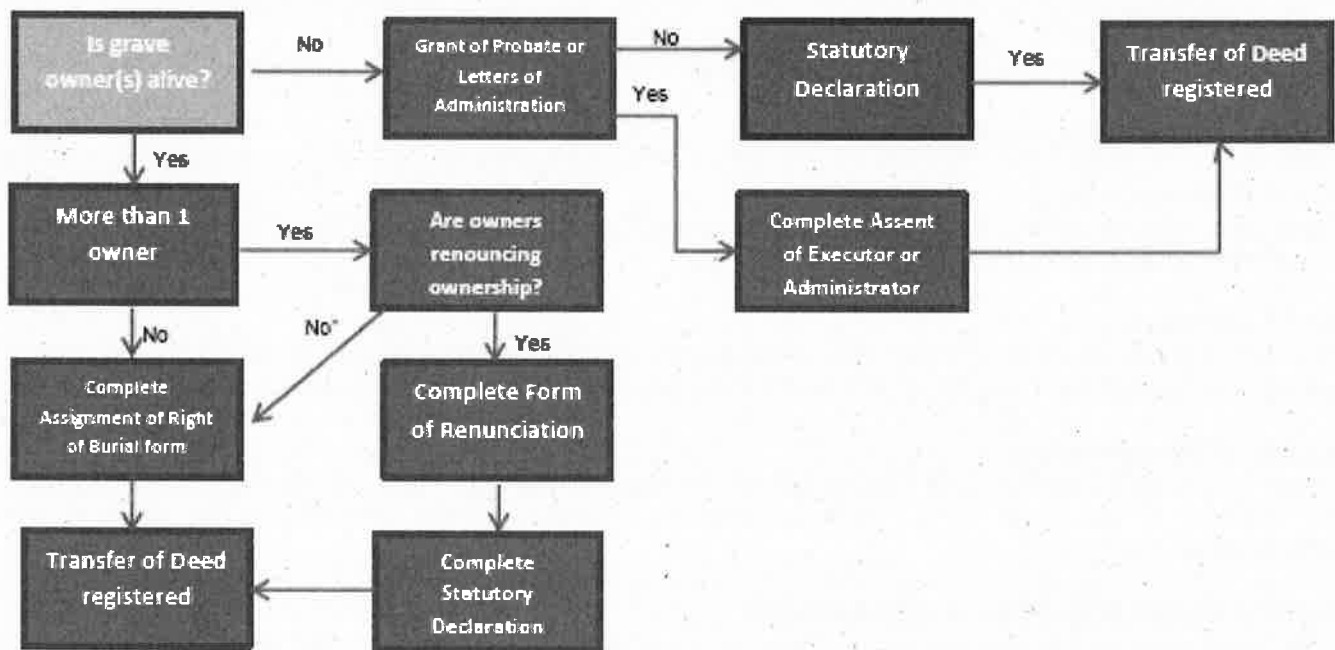 Is grave
owner(s) alive?
No
Grant of Probate or
Letters of
Administration
No
Yes
Statutory
Declaration
Yes
Transfer of Deed
registered
Yes
More than 1
owner
Yes
Are owners
renouncing
ownership?
Complete Assent
of Executor or
Administrator
No
No
Yes
Complete
Assignment of Right
of Burial form
Complete Form
of Renunciation
Transfer of Deed
registered
Complete
Statutory
Declaration